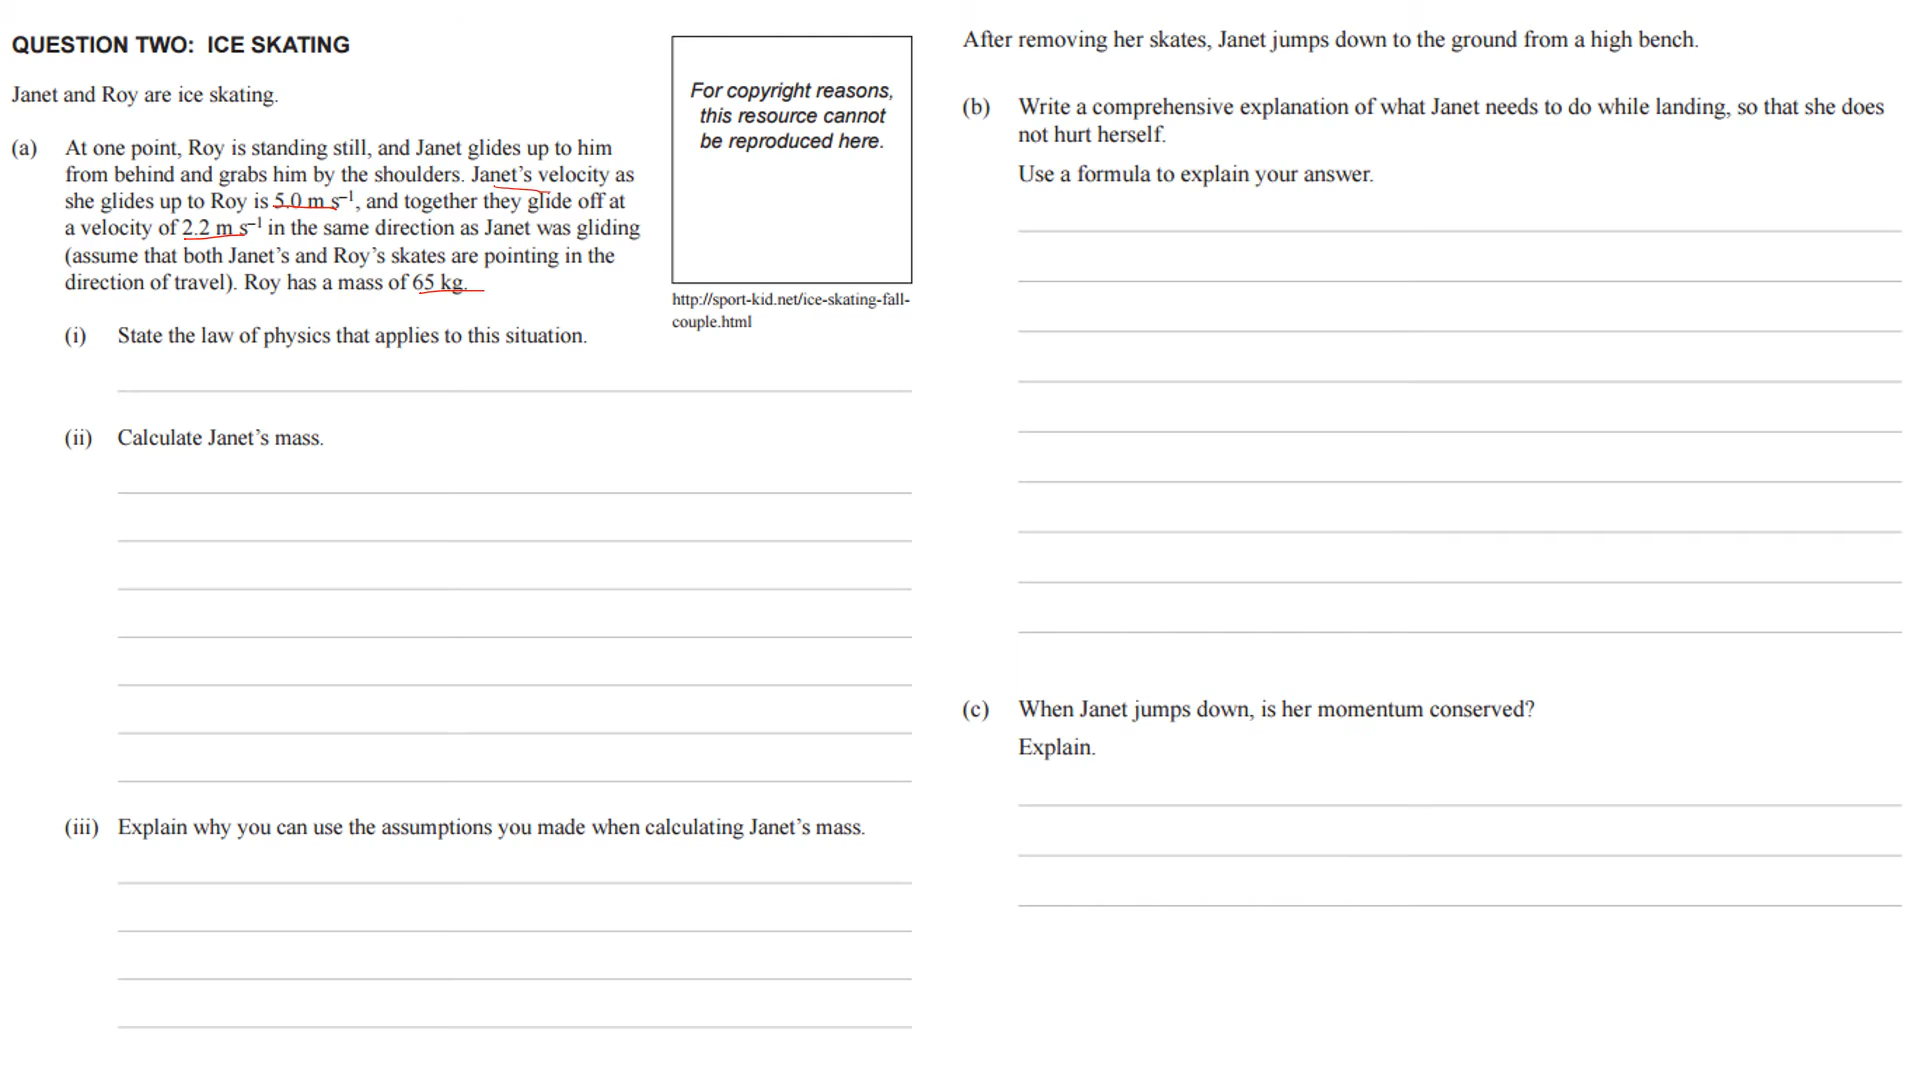 QUESTION TWO: ICE SKATING
Janet and Roy are ice skating.
(a) At one point, Roy is standing still, and Janet glides up to him
from behind and grabs him by the shoulders. Janet’s velocity as
she glides up to Roy is 5.0 m s⁻¹, and together they glide off at
a velocity of 2.2 m s⁻¹ in the same direction as Janet was gliding
(assume that both Janet’s and Roy’s skates are pointing in the
direction of travel). Roy has a mass of 65 kg.
For copyright reasons,
this resource cannot
be reproduced here.
http://sport-kid.net/ice-skating-fall-
couple.html
(i) State the law of physics that applies to this situation.
(ii) Calculate Janet’s mass.
(iii) Explain why you can use the assumptions you made when calculating Janet’s mass.
After removing her skates, Janet jumps down to the ground from a high bench.
(b) Write a comprehensive explanation of what Janet needs to do while landing, so that she does
not hurt herself.
Use a formula to explain your answer.
(c) When Janet jumps down, is her momentum conserved?
Explain.